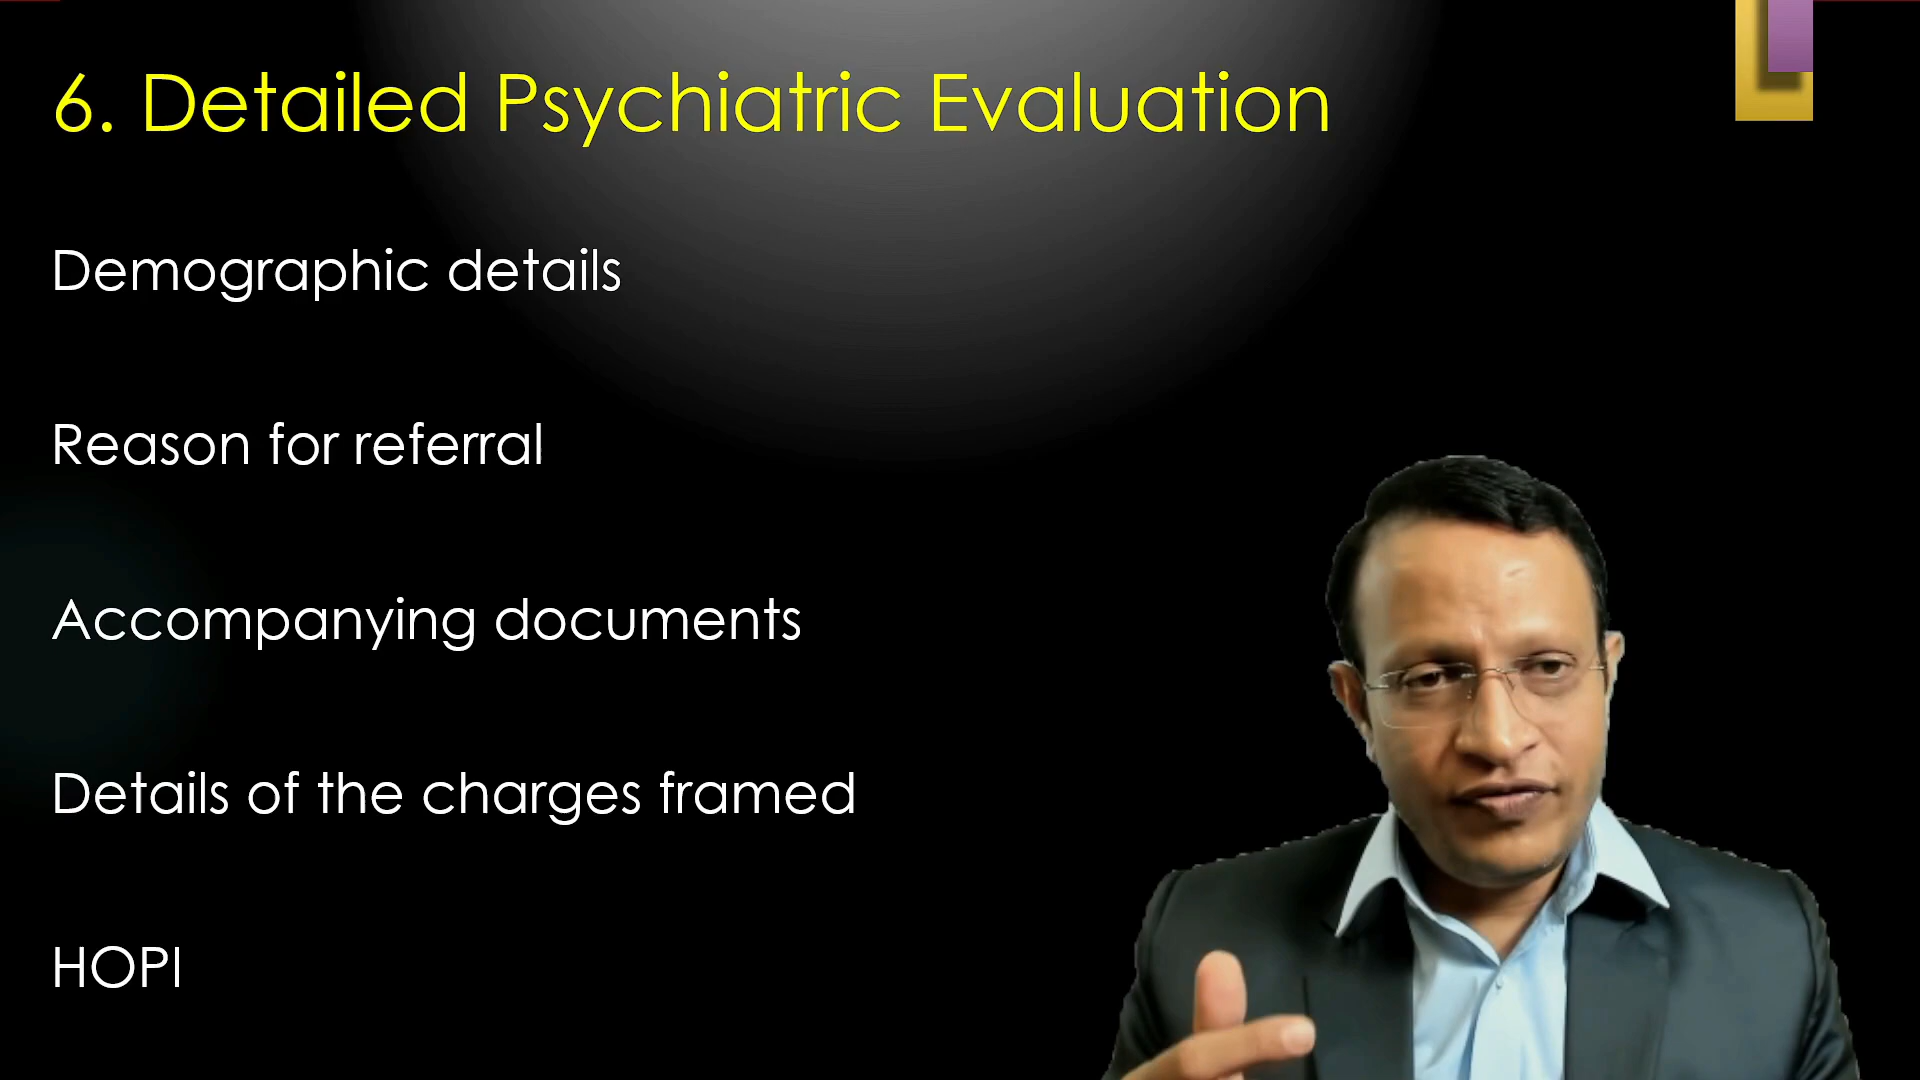 6. Detailed Psychiatric Evaluation
Demographic details
Reason for referral
Accompanying documents
Details of the charges framed
HOPI